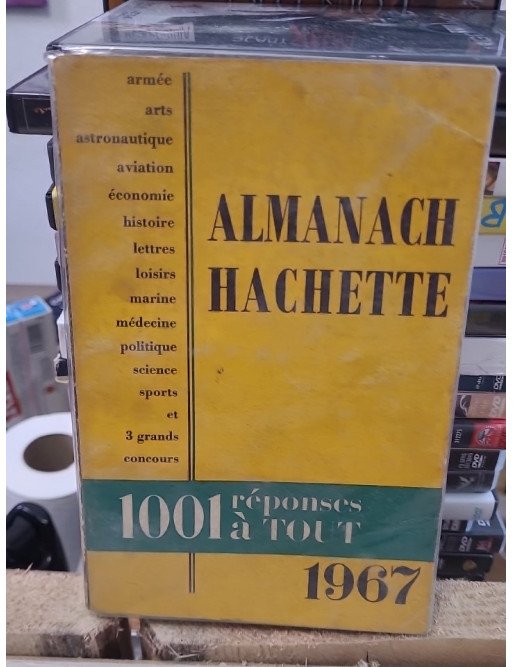 armée
arts
astronautique
aviation
économie
histoire
lettres
loisirs
marine
médecine
politique
science
sports
et
3 grands
concours
ALMANACH
HACHETTE
1001 réponses
à TOUT
1967